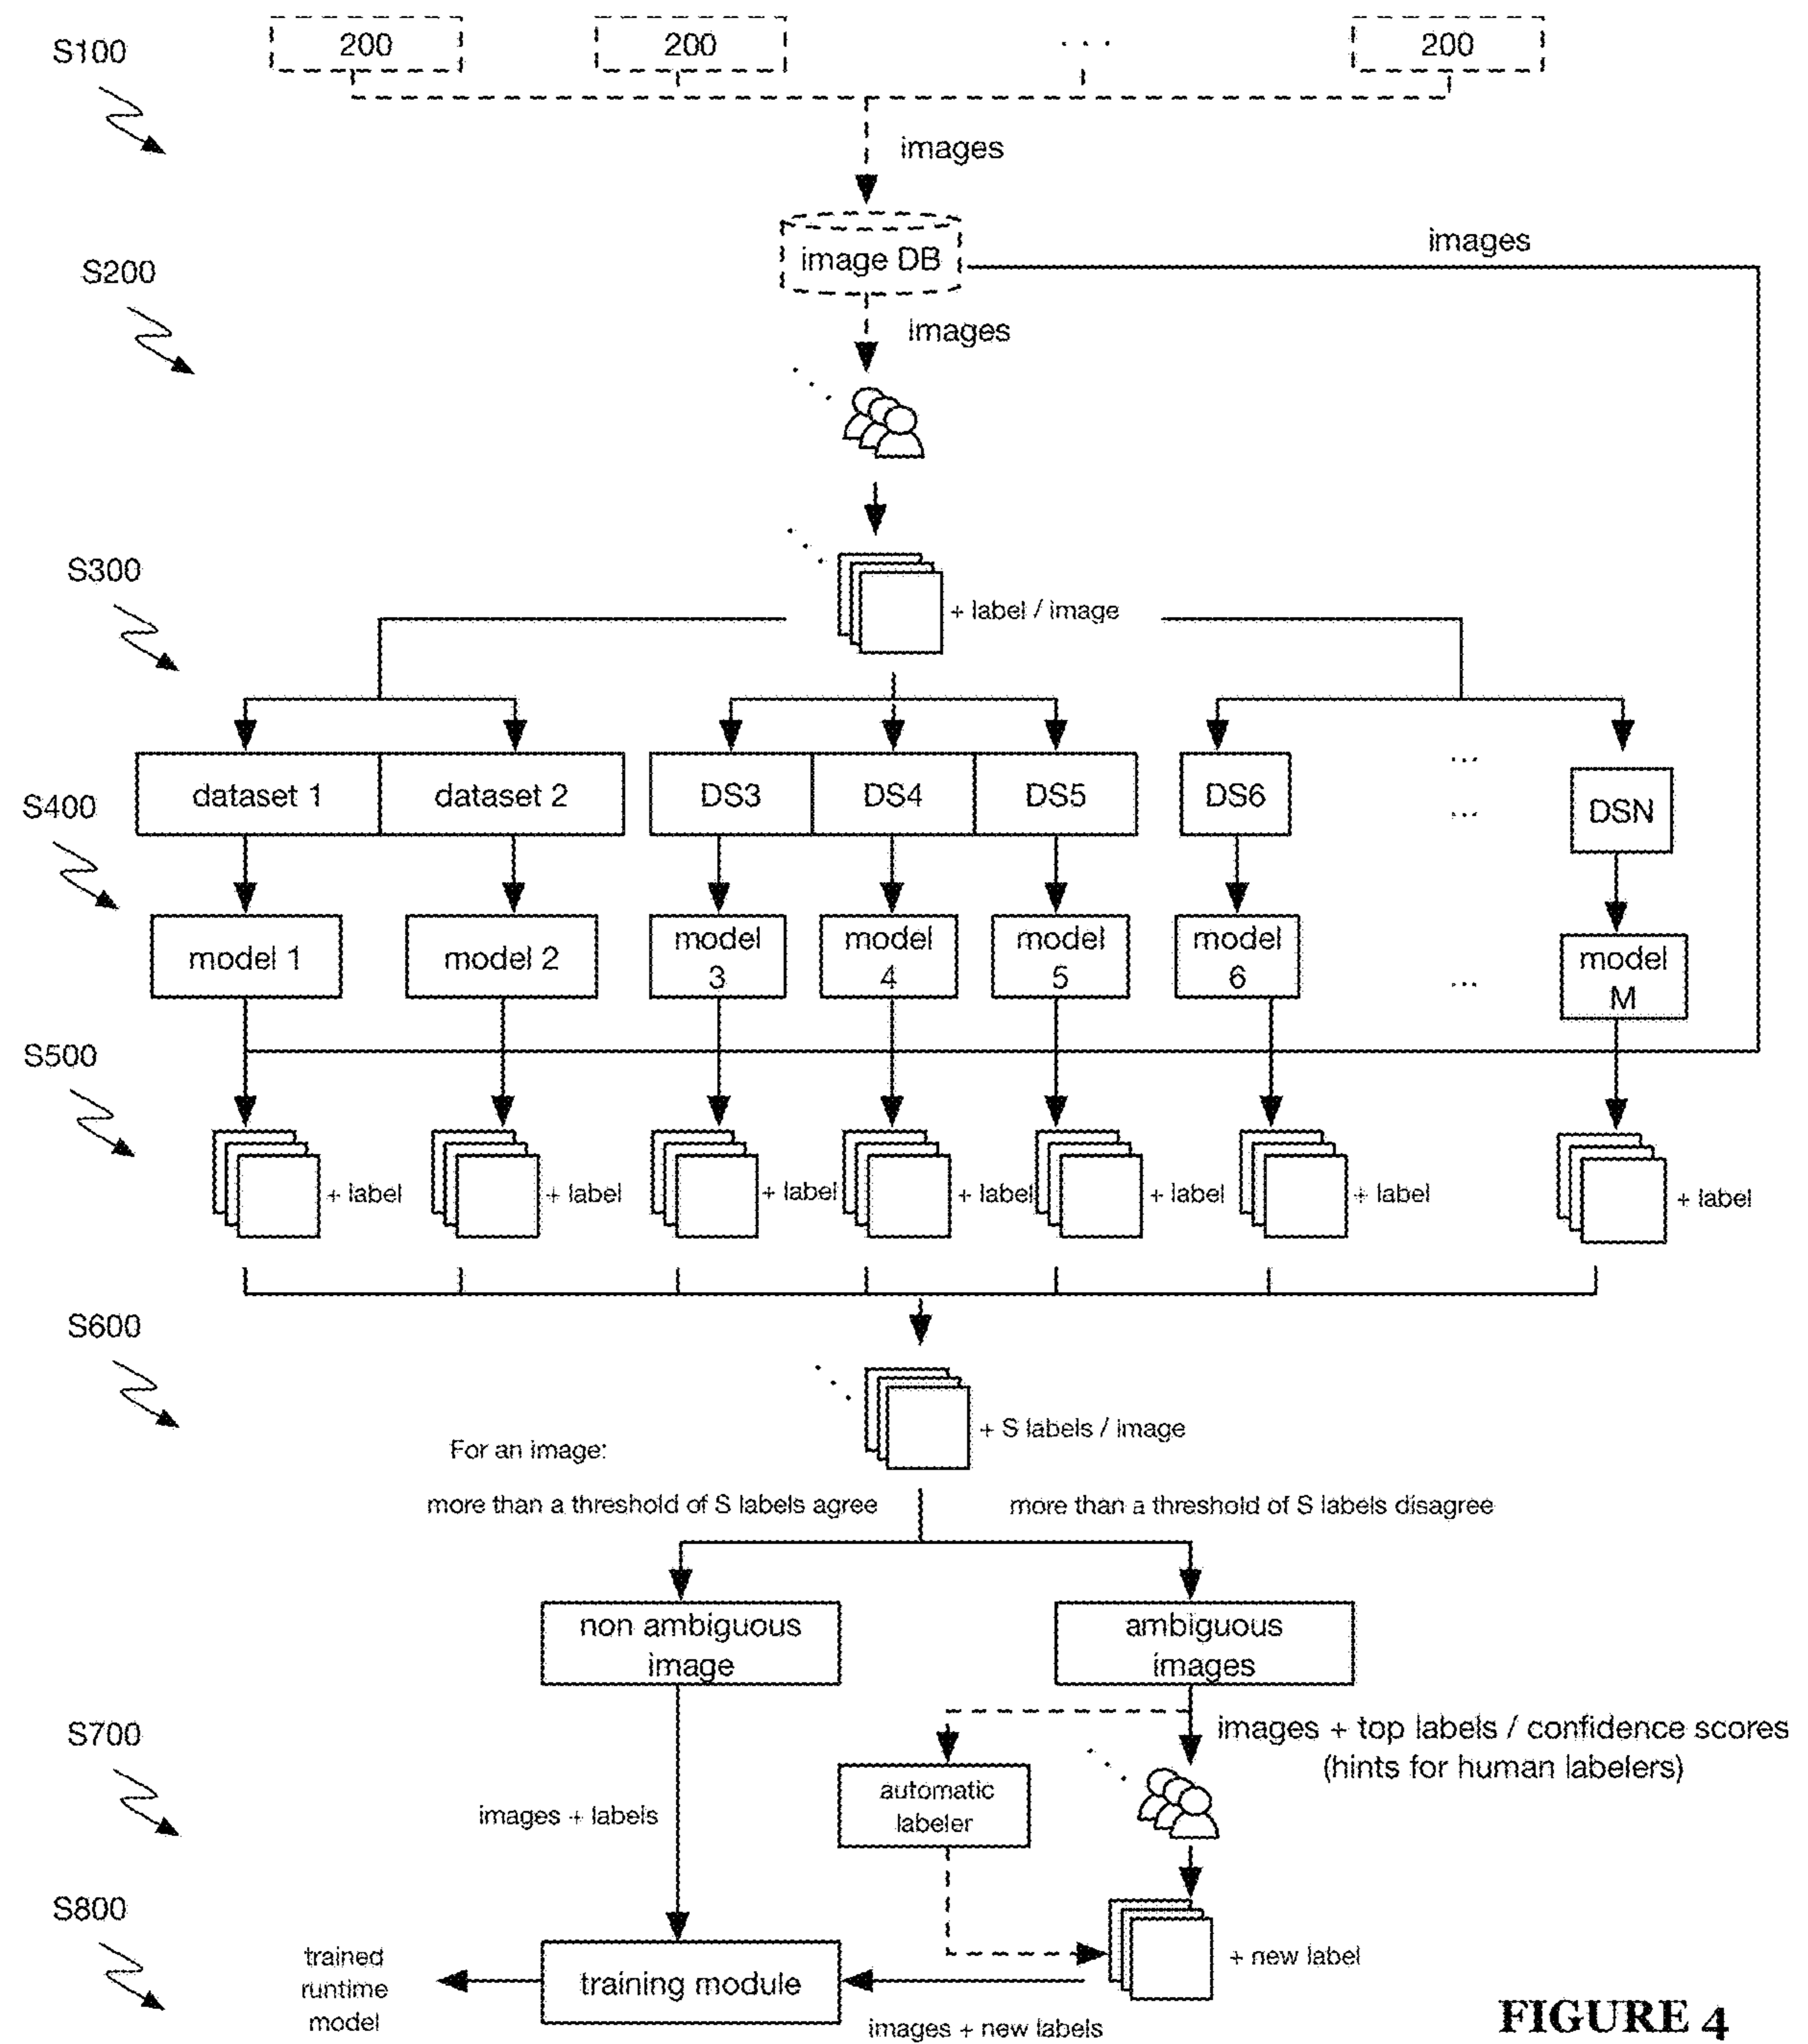 S100
200
200
...
200
images
image DB
images
S200
images
S300
+ label / image
dataset 1
dataset 2
DS3
DS4
DS5
DS6
...
...
DSN
S400
model 1
model 2
model
3
model
4
model
5
model
6
...
model
M
S500
+ label
+ label
+ label
+ label
+ label
+ label
+ label
S600
+ S labels / image
For an image:
more than a threshold of S labels agree
more than a threshold of S labels disagree
non ambiguous
image
ambiguous
images
S700
images + top labels / confidence scores
(hints for human labelers)
automatic
labeler
images + labels
S800
trained
runtime
model
training module
+ new label
images + new labels
FIGURE 4